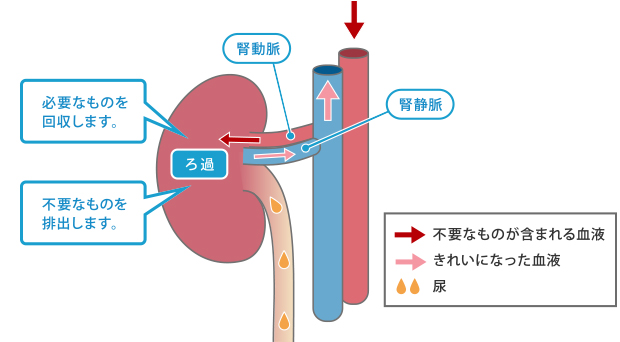 腎動脈
腎静脈
必要なものを
回収します。
ろ過
不要なものを
排出します。
不要なものが含まれる血液
きれいになった血液
尿